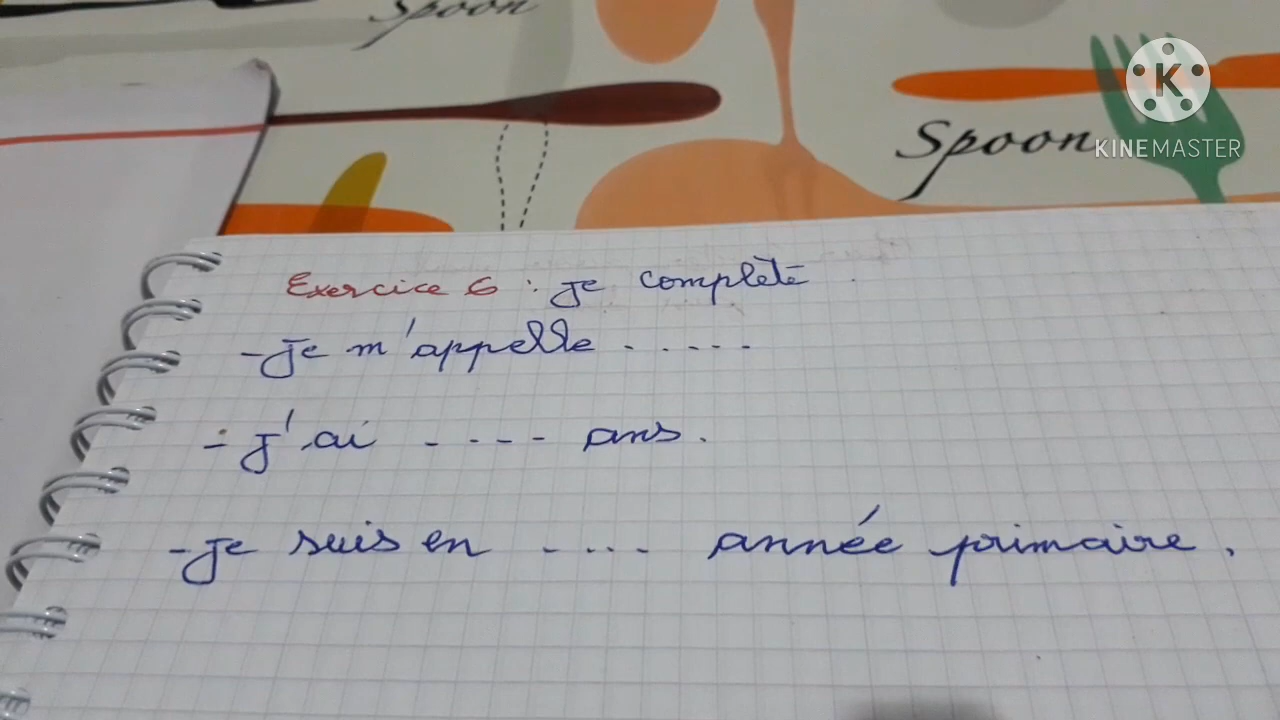 Spoon
Spoon
K
KINEMASTER
Exercice 6 : je complète.
- je m'appelle .....
- j'ai ..... ans.
- je suis en .... année primaire.